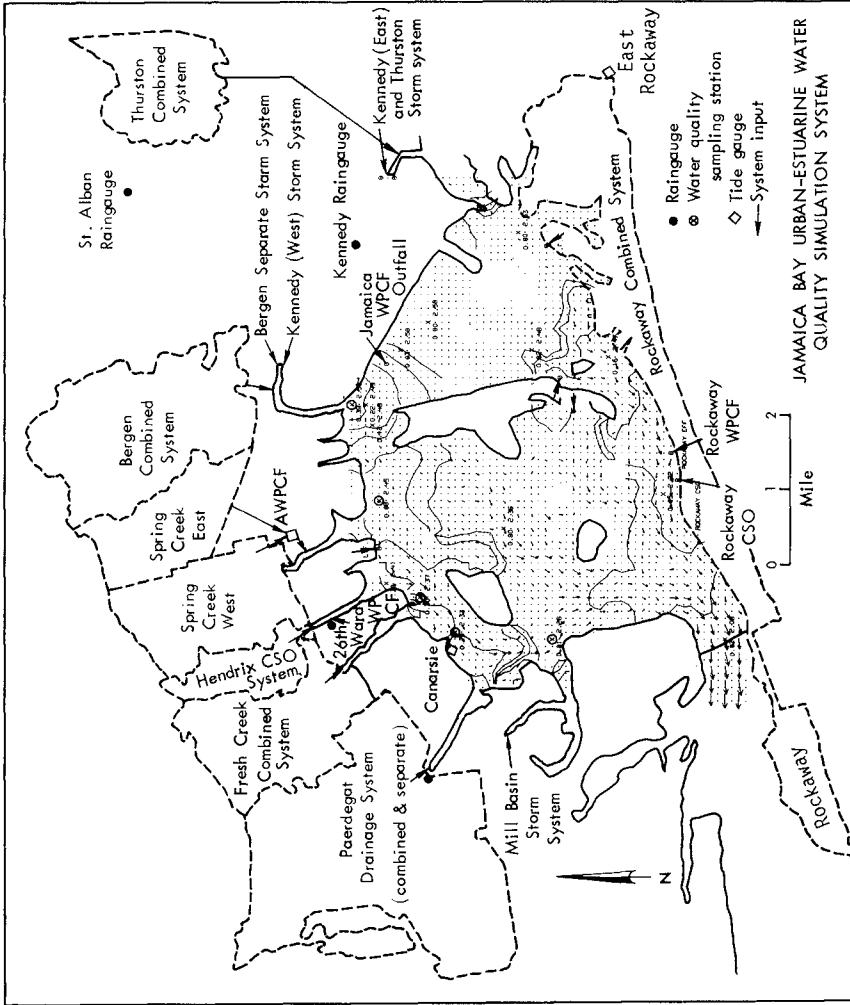 Thurston
Combined
System
St. Alban
Raingauge
Bergen Separate Storm System
Kennedy (West) Storm System
Kennedy (East)
and Thurston
Storm system
Kennedy Raingauge
Jamaica
WPCF
Outfall
Bergen
Combined
System
Spring
Creek
East
AWPCF
Spring Creek
West
Hendrix CSO
System
26th
Ward
WP
CF
Fresh Creek
Combined
System
Canarsie
Paerdegat
Drainage System
(combined & separate)
Mill Basin
Storm
System
East
Rockaway
Rockaway Combined System
Rockaway
WPCF
Rockaway
CSO
ROCKAWAY CSO
Rockaway
N
0 1 2
Mile
Raingauge
Water quality
sampling station
Tide gauge
System input
JAMAICA BAY URBAN-ESTUARINE WATER
QUALITY SIMULATION SYSTEM